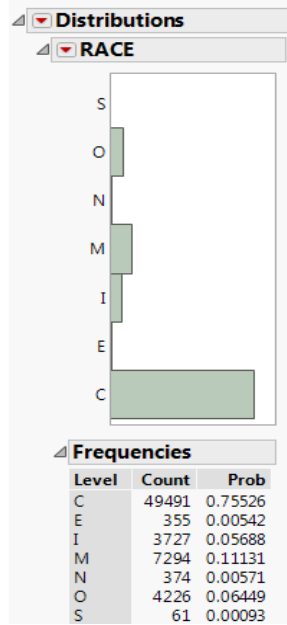 Distributions
RACE
S
O
N
M
I
E
C
Frequencies
Level Count Prob
C 49491 0.75526
E 355 0.00542
I 3727 0.05688
M 7294 0.11131
N 374 0.00571
O 4226 0.06449
S 61 0.00093